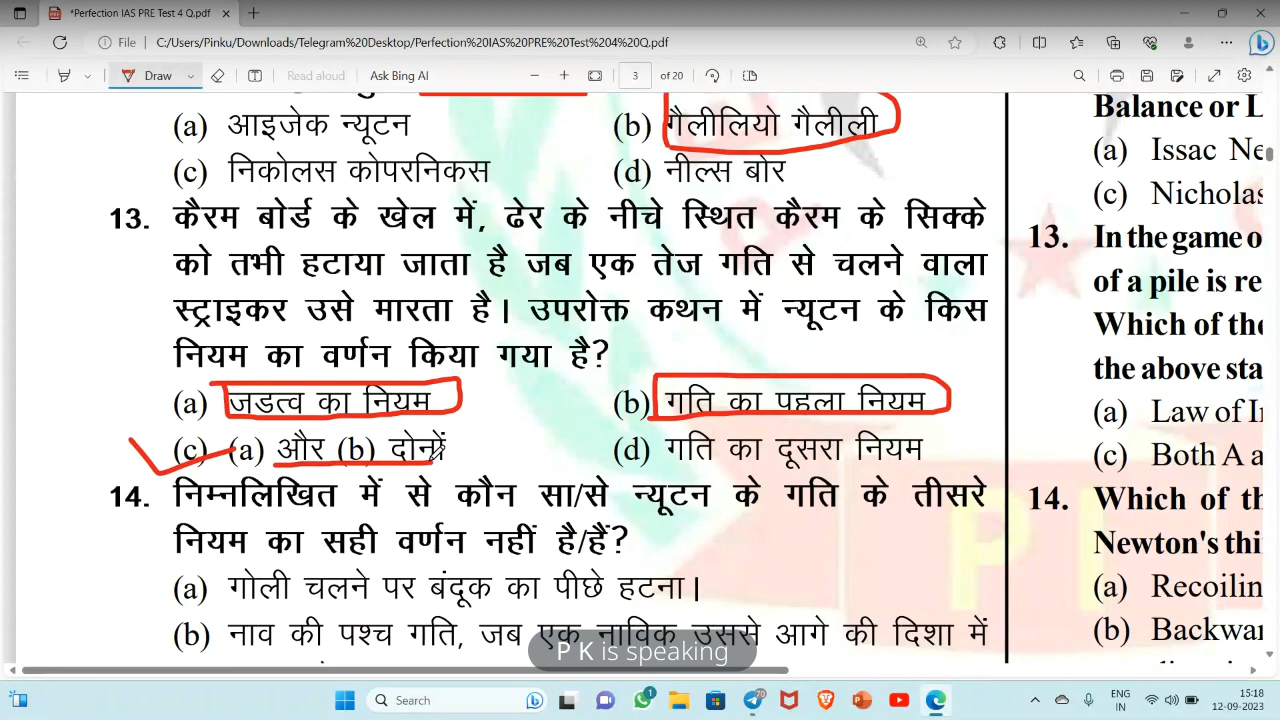 *Perfection IAS PRE Test 4 Q.pdf
File C:/Users/Pinku/Downloads/Telegram%20Desktop/Perfection%20IAS%20PRE%20Test%204%20Q.pdf
Draw Read aloud Ask Bing AI 3 of 20
(a) आइजेक न्यूटन (b) गैलीलियो गैलीली
(c) निकोलस कोपरनिकस (d) नील्स बोर
13. कैरम बोर्ड के खेल में, ढेर के नीचे स्थित कैरम के सिक्के
को तभी हटाया जाता है जब एक तेज गति से चलने वाला
स्ट्राइकर उसे मारता है। उपरोक्त कथन में न्यूटन के किस
नियम का वर्णन किया गया है?
(a) जडत्व का नियम (b) गति का पहला नियम
(c) (a) और (b) दोनों (d) गति का दूसरा नियम
14. निम्नलिखित में से कौन सा/से न्यूटन के गति के तीसरे
नियम का सही वर्णन नहीं है/हैं?
(a) गोली चलने पर बंदूक का पीछे हटना।
(b) नाव की पश्च गति, जब एक नाविक उससे आगे की दिशा में
Balance or L
(a) Issac Ne
(c) Nicholas
13. In the game o
of a pile is re
Which of the
the above sta
(a) Law of I
(c) Both A a
14. Which of th
Newton's thi
(a) Recoilin
(b) Backwar
P K is speaking
Search
1
70
ENG
IN
15:18
12-09-2023